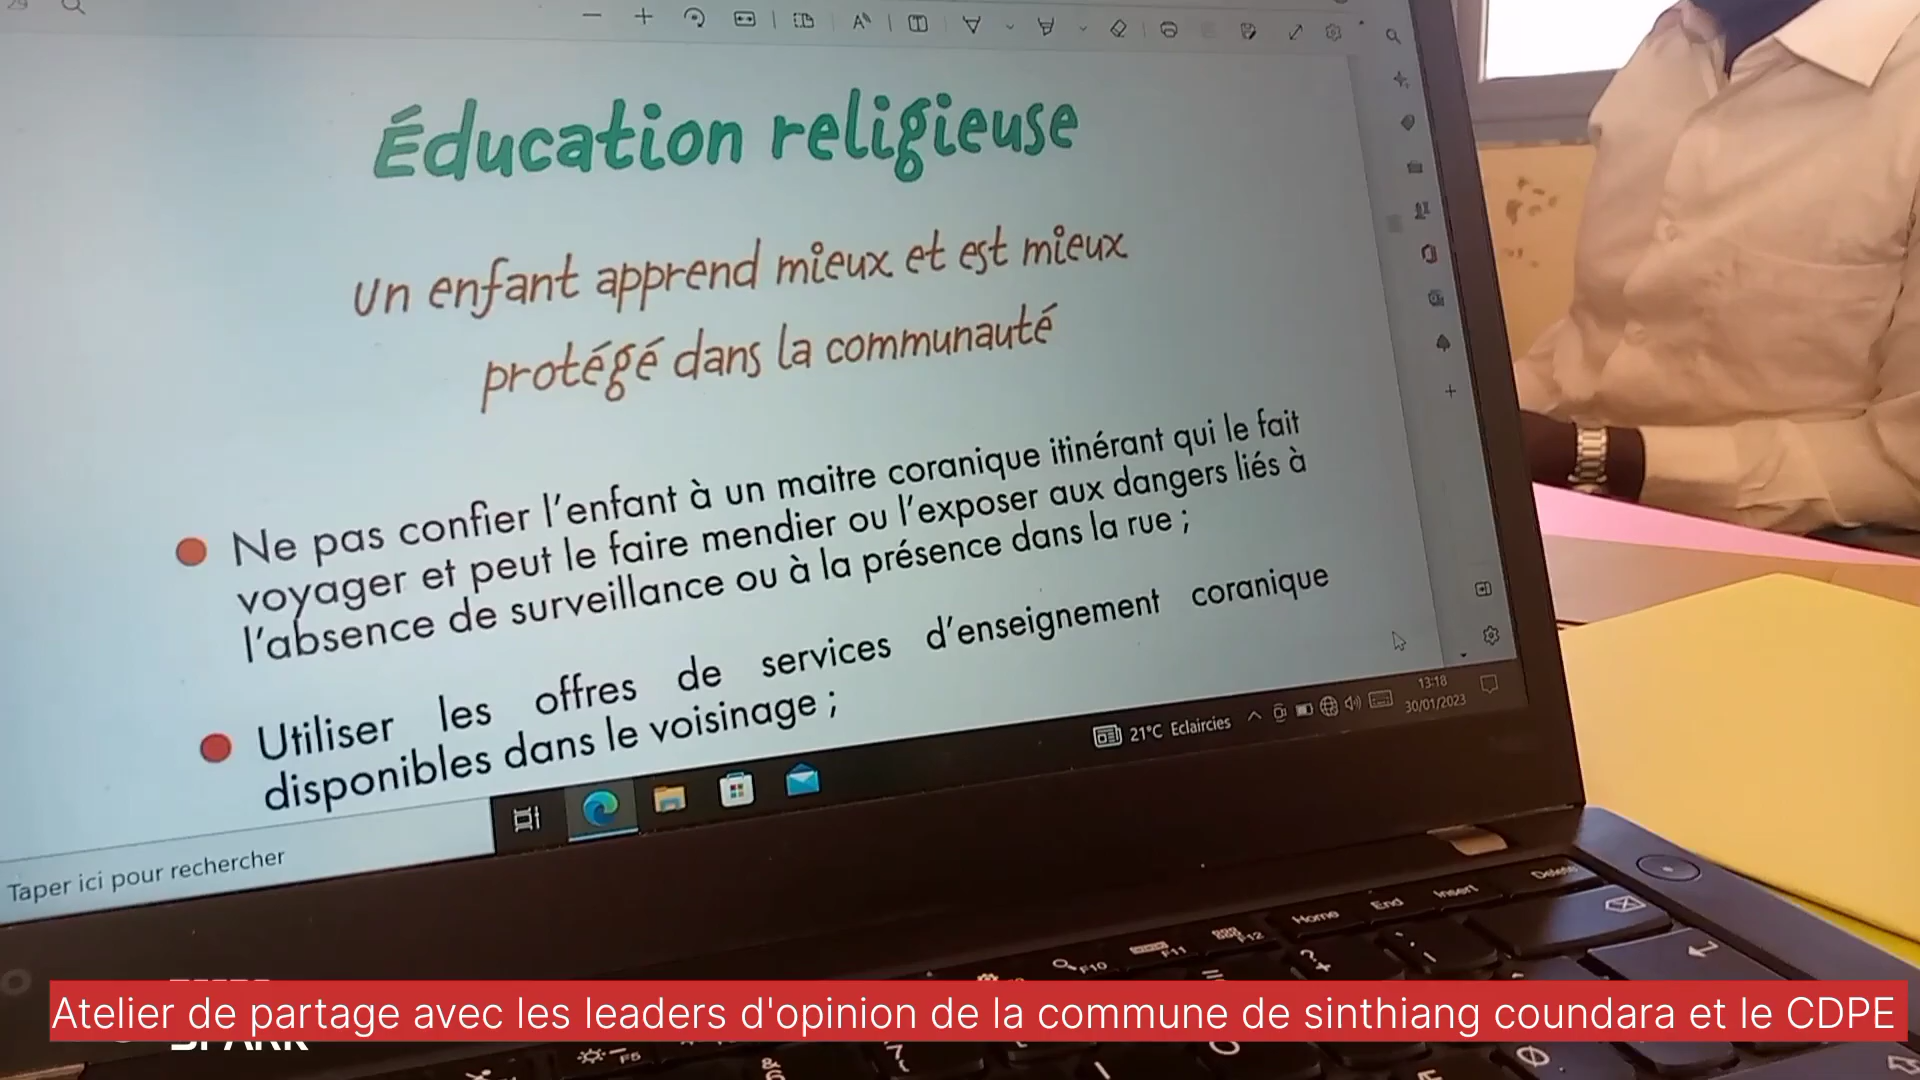 Éducation religieuse
un enfant apprend mieux et est mieux
protégé dans la communauté
Ne pas confier l'enfant à un maitre coranique itinérant qui le fait
voyager et peut le faire mendier ou l'exposer aux dangers liés à
l'absence de surveillance ou à la présence dans la rue ;
Utiliser les offres de services d'enseignement coranique
disponibles dans le voisinage ;
21°C Eclaircies
13:18
30/01/2023
Taper ici pour rechercher
Home End Insert Delete
F10 F11 F12
Atelier de partage avec les leaders d'opinion de la commune de sinthiang coundara et le CDPE
F5